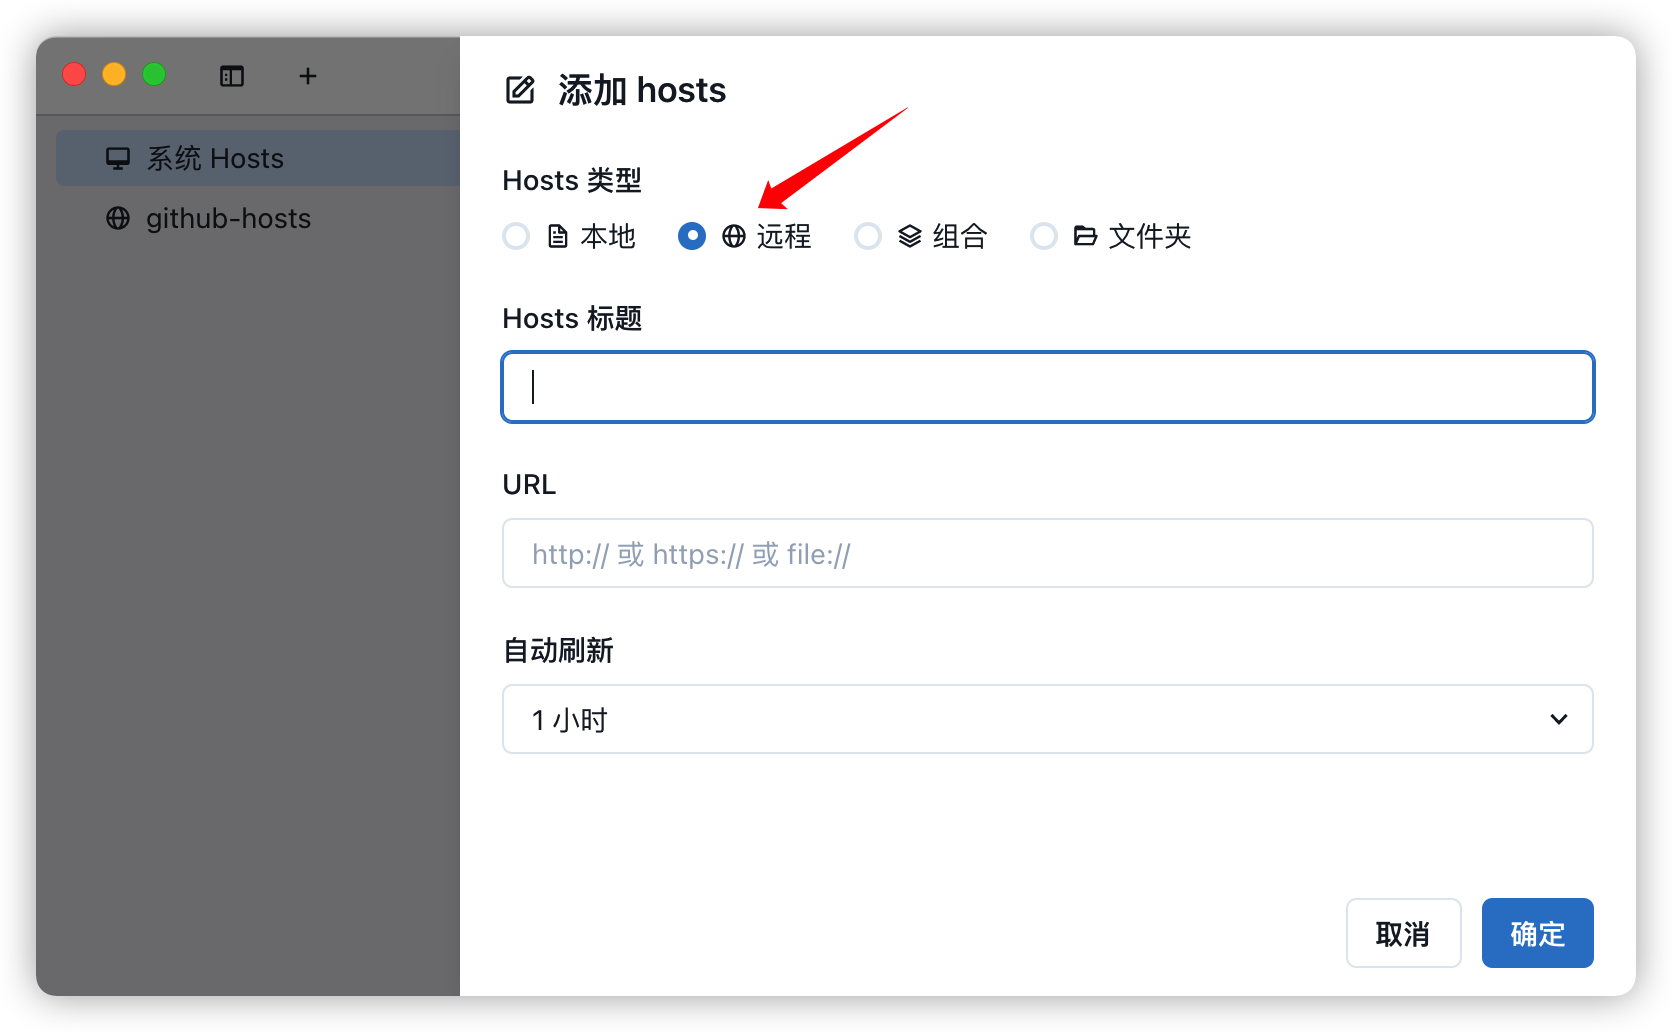 系统 Hosts
github-hosts
添加 hosts
Hosts 类型
本地 远程 组合 文件夹
Hosts 标题
URL
http:// 或 https:// 或 file://
自动刷新
1 小时
取消 确定